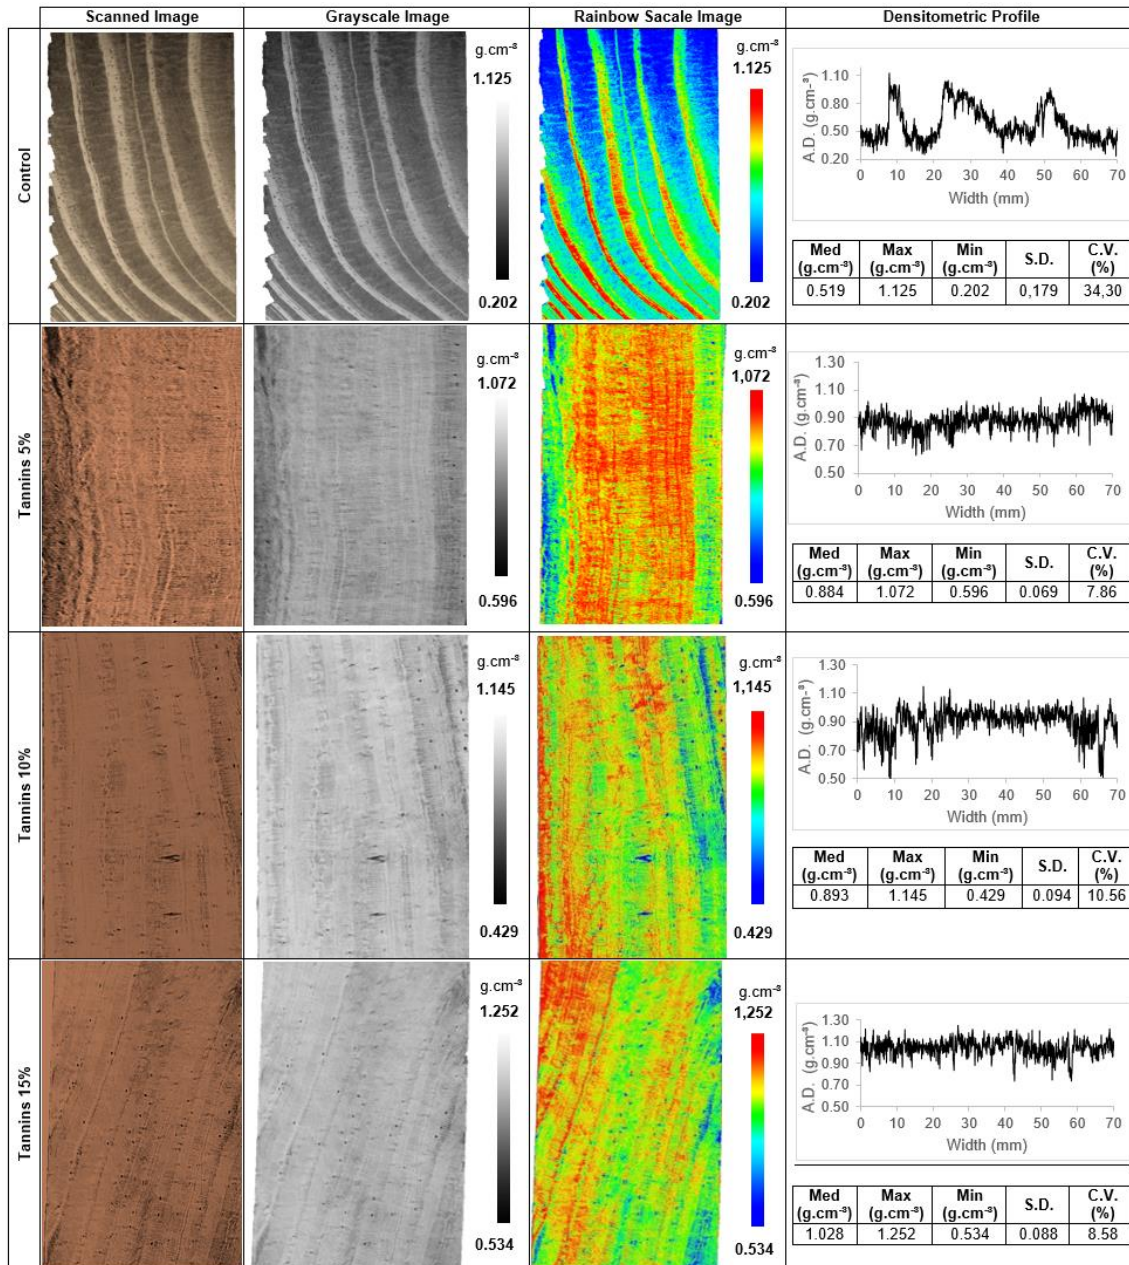 Scanned Image Grayscale Image Rainbow Sacale Image Densitometric Profile
Control
g.cm⁻³
1.125
0.202
g.cm⁻³
1.125
0.202
A.D. (g.cm-³)
1.10
0.80
0.50
0.20
0 10 20 30 40 50 60 70
Width (mm)
Med (g.cm⁻³) Max (g.cm⁻³) Min (g.cm⁻³) S.D. C.V. (%)
0.519 1.125 0.202 0,179 34,30
Tannins 5%
g.cm⁻³
1.072
0.596
g.cm⁻³
1,072
0.596
A.D. (g.cm-³)
1.30
1.10
0.90
0.70
0.50
0 10 20 30 40 50 60 70
Width (mm)
Med (g.cm⁻³) Max (g.cm⁻³) Min (g.cm⁻³) S.D. C.V. (%)
0.884 1.072 0.596 0.069 7.86
Tannins 10%
g.cm⁻³
1.145
0.429
g.cm⁻³
1,145
0.429
A.D. (g.cm-³)
1.30
1.10
0.90
0.70
0.50
0 10 20 30 40 50 60 70
Width (mm)
Med (g.cm⁻³) Max (g.cm⁻³) Min (g.cm⁻³) S.D. C.V. (%)
0.893 1.145 0.429 0.094 10.56
Tannins 15%
g.cm⁻³
1.252
0.534
g.cm⁻³
1,252
0.534
A.D. (g.cm-³)
1.30
1.10
0.90
0.70
0.50
0 10 20 30 40 50 60 70
Width (mm)
Med (g.cm⁻³) Max (g.cm⁻³) Min (g.cm⁻³) S.D. C.V. (%)
1.028 1.252 0.534 0.088 8.58